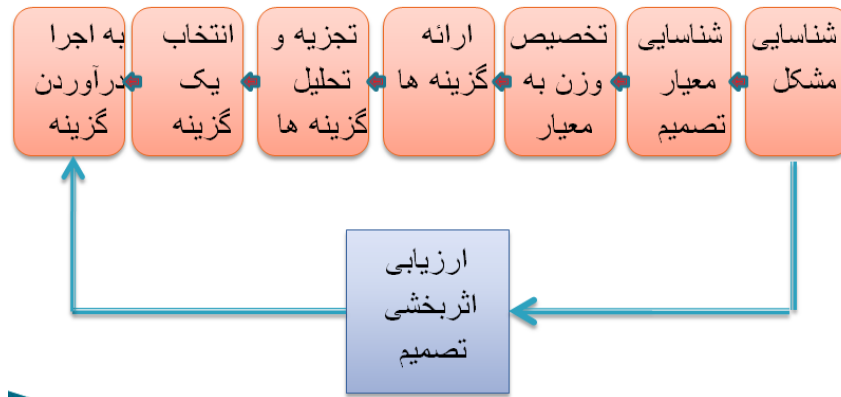 شناسایی
مشکل
شناسایی
معیار
تصمیم
تخصیص
وزن به
معیار
ارائه
گزینه ها
تجزیه و
تحلیل
گزینه ها
انتخاب
یک
گزینه
به اجرا
درآوردن
گزینه
ارزیابی
اثربخشی
تصمیم